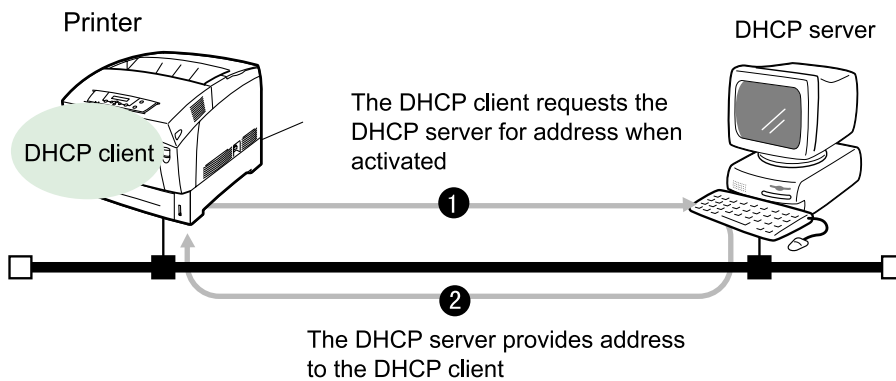 Printer
DHCP server
The DHCP client requests the
DHCP server for address when
activated
DHCP client
1
2
The DHCP server provides address
to the DHCP client